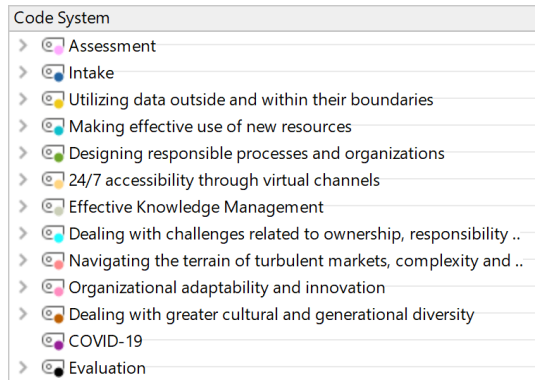 Code System
Assessment
Intake
Utilizing data outside and within their boundaries
Making effective use of new resources
Designing responsible processes and organizations
24/7 accessibility through virtual channels
Effective Knowledge Management
Dealing with challenges related to ownership, responsibility ..
Navigating the terrain of turbulent markets, complexity and ..
Organizational adaptability and innovation
Dealing with greater cultural and generational diversity
COVID-19
Evaluation